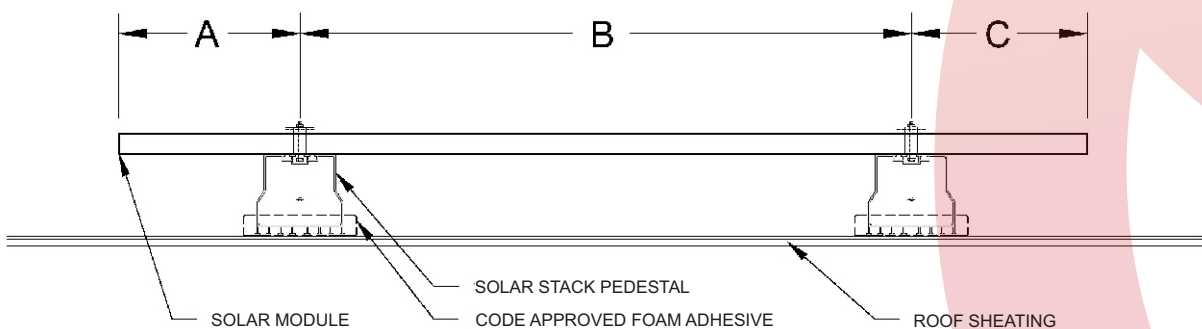 A B C
SOLAR STACK PEDESTAL
SOLAR MODULE CODE APPROVED FOAM ADHESIVE ROOF SHEATING